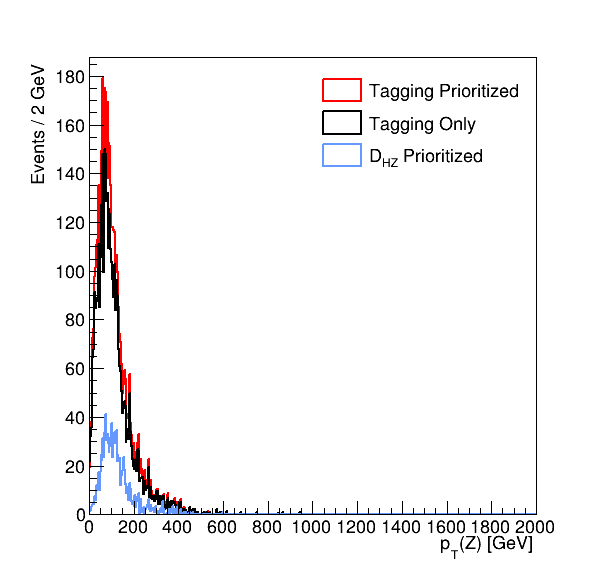 Events / 2 GeV
180
160
140
120
100
80
60
40
20
0
Tagging Prioritized
Tagging Only
D_HZ Prioritized
0 200 400 600 800 1000 1200 1400 1600 1800 2000
p_T(Z) [GeV]